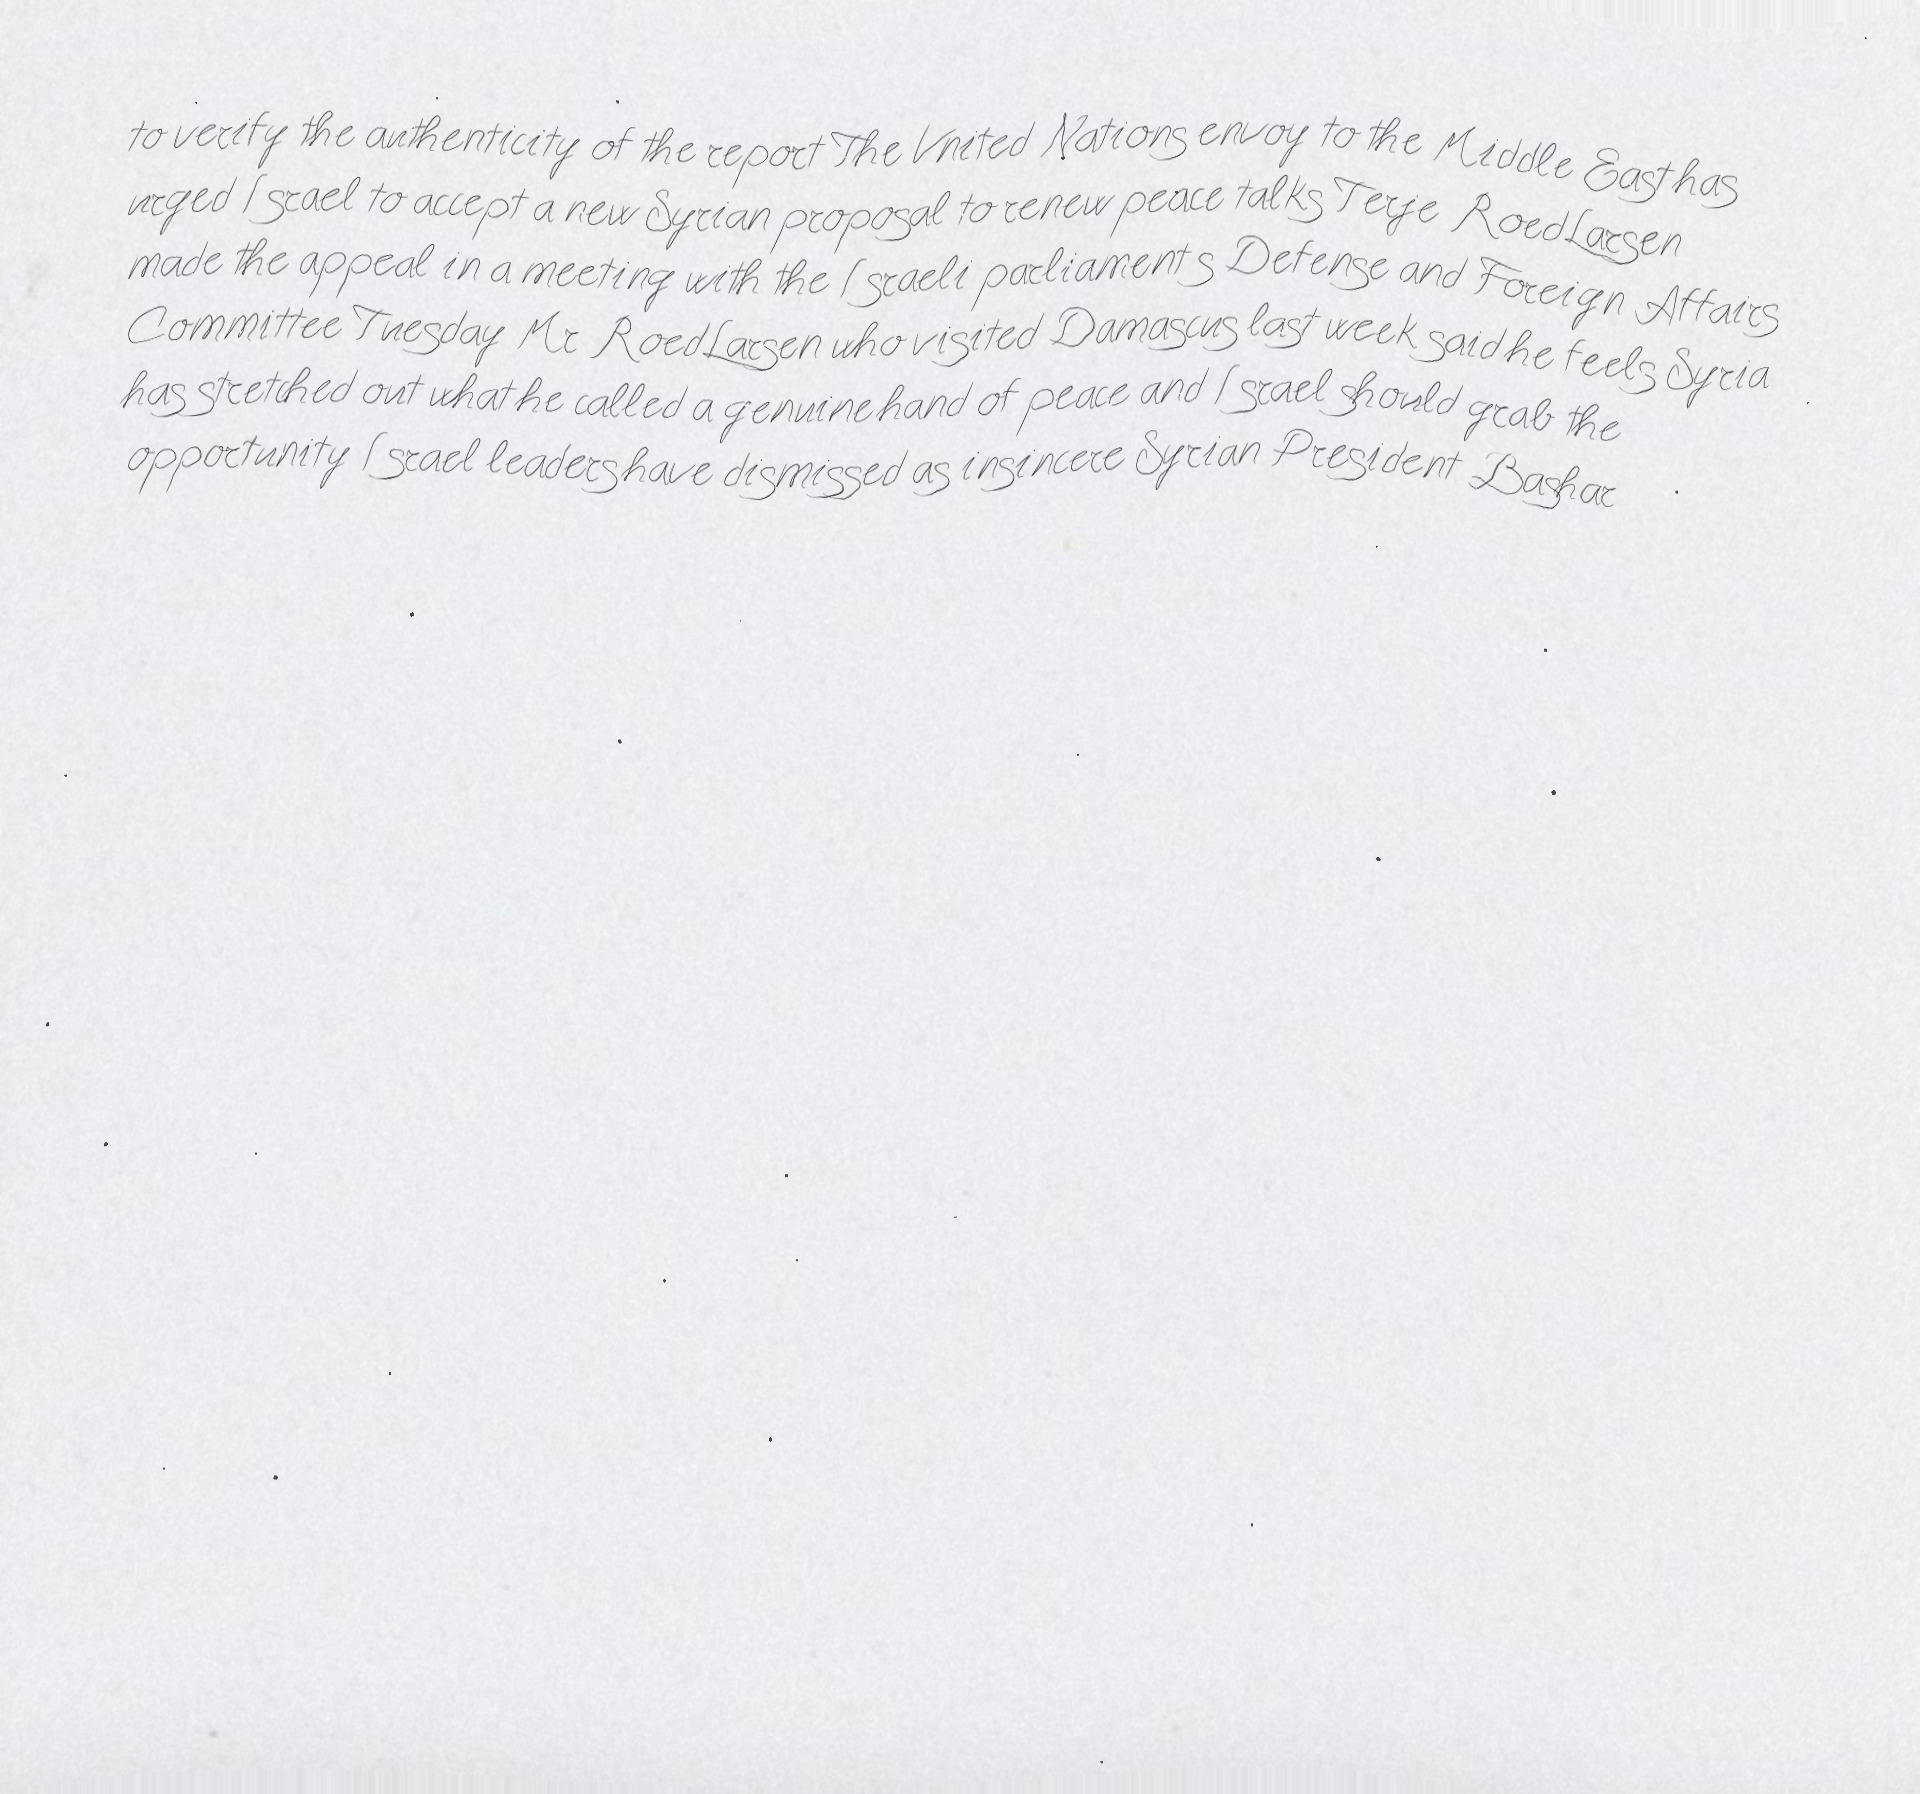 to verify the authenticity of the report The United Nations envoy to the Middle East has
urged Israel to accept a new Syrian proposal to renew peace talks Terje RoedLarsen
made the appeal in a meeting with the Israeli parliaments Defense and Foreign Affairs
Committee Tuesday Mr RoedLarsen who visited Damascus last week said he feels Syria
has stretched out what he called a genuine hand of peace and Israel should grab the
opportunity Israel leaders have dismissed as insincere Syrian President Bashar